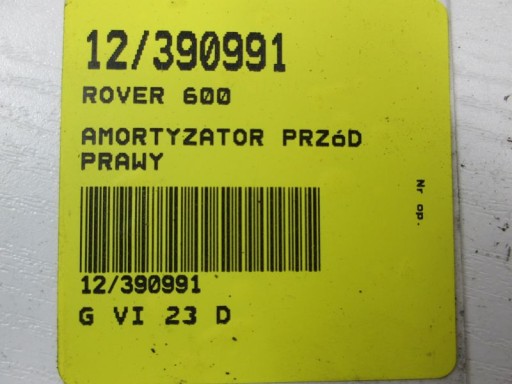 12/390991
ROVER 600
AMORTYZATOR PRZóD
PRAWY
Nr op.
12/390991
G VI 23 D